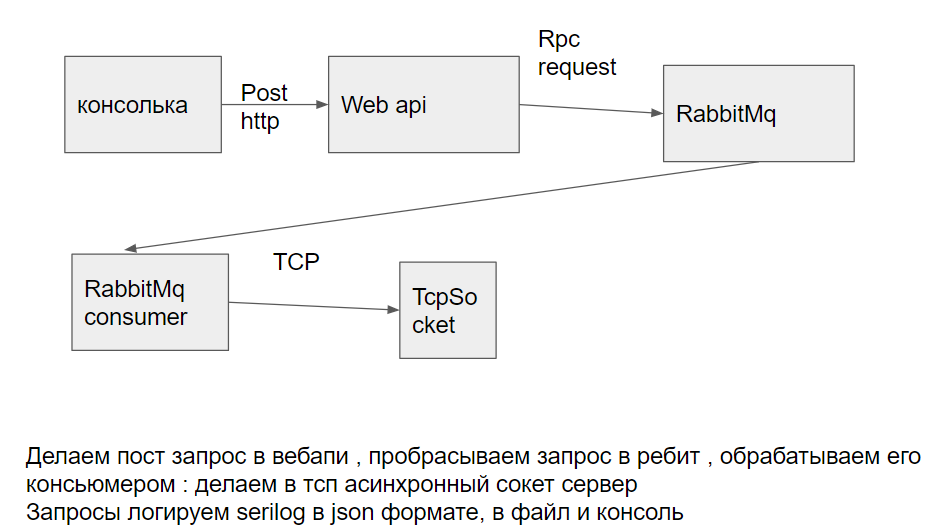 Rpc
request
консолька
Post
http
Web api
RabbitMq
TCP
RabbitMq
consumer
TcpSo
cket
Делаем пост запрос в вебапи , пробрасываем запрос в ребит , обрабатываем его
консьюмером : делаем в тсп асинхронный сокет сервер
Запросы логируем serilog в json формате, в файл и консоль